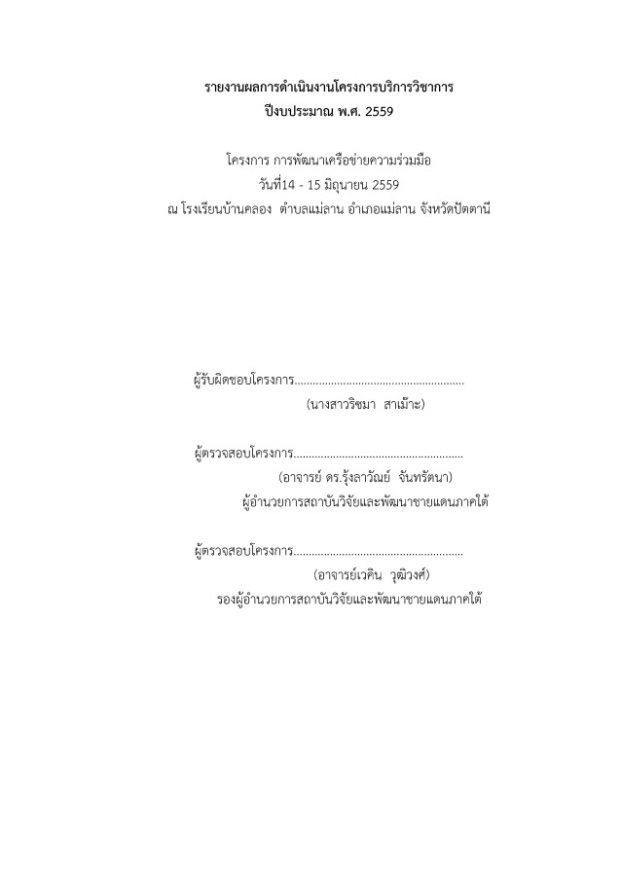 รายงานผลการดำเนินงานโครงการบริการวิชาการ
ปีงบประมาณ พ.ศ. 2559
โครงการ การพัฒนาเครือข่ายความร่วมมือ
วันที่14 - 15 มิถุนายน 2559
ณ โรงเรียนบ้านคลอง ตำบลแม่ลาน อำเภอแม่ลาน จังหวัดปัตตานี
ผู้รับผิดชอบโครงการ........................................................
(นางสาวริซมา สาเม๊าะ)
ผู้ตรวจสอบโครงการ........................................................
(อาจารย์ ดร.รุ้งลาวัณย์ จันทรัตนา)
ผู้อำนวยการสถาบันวิจัยและพัฒนาชายแดนภาคใต้
ผู้ตรวจสอบโครงการ........................................................
(อาจารย์เวคิน วุฒิวงศ์)
รองผู้อำนวยการสถาบันวิจัยและพัฒนาชายแดนภาคใต้